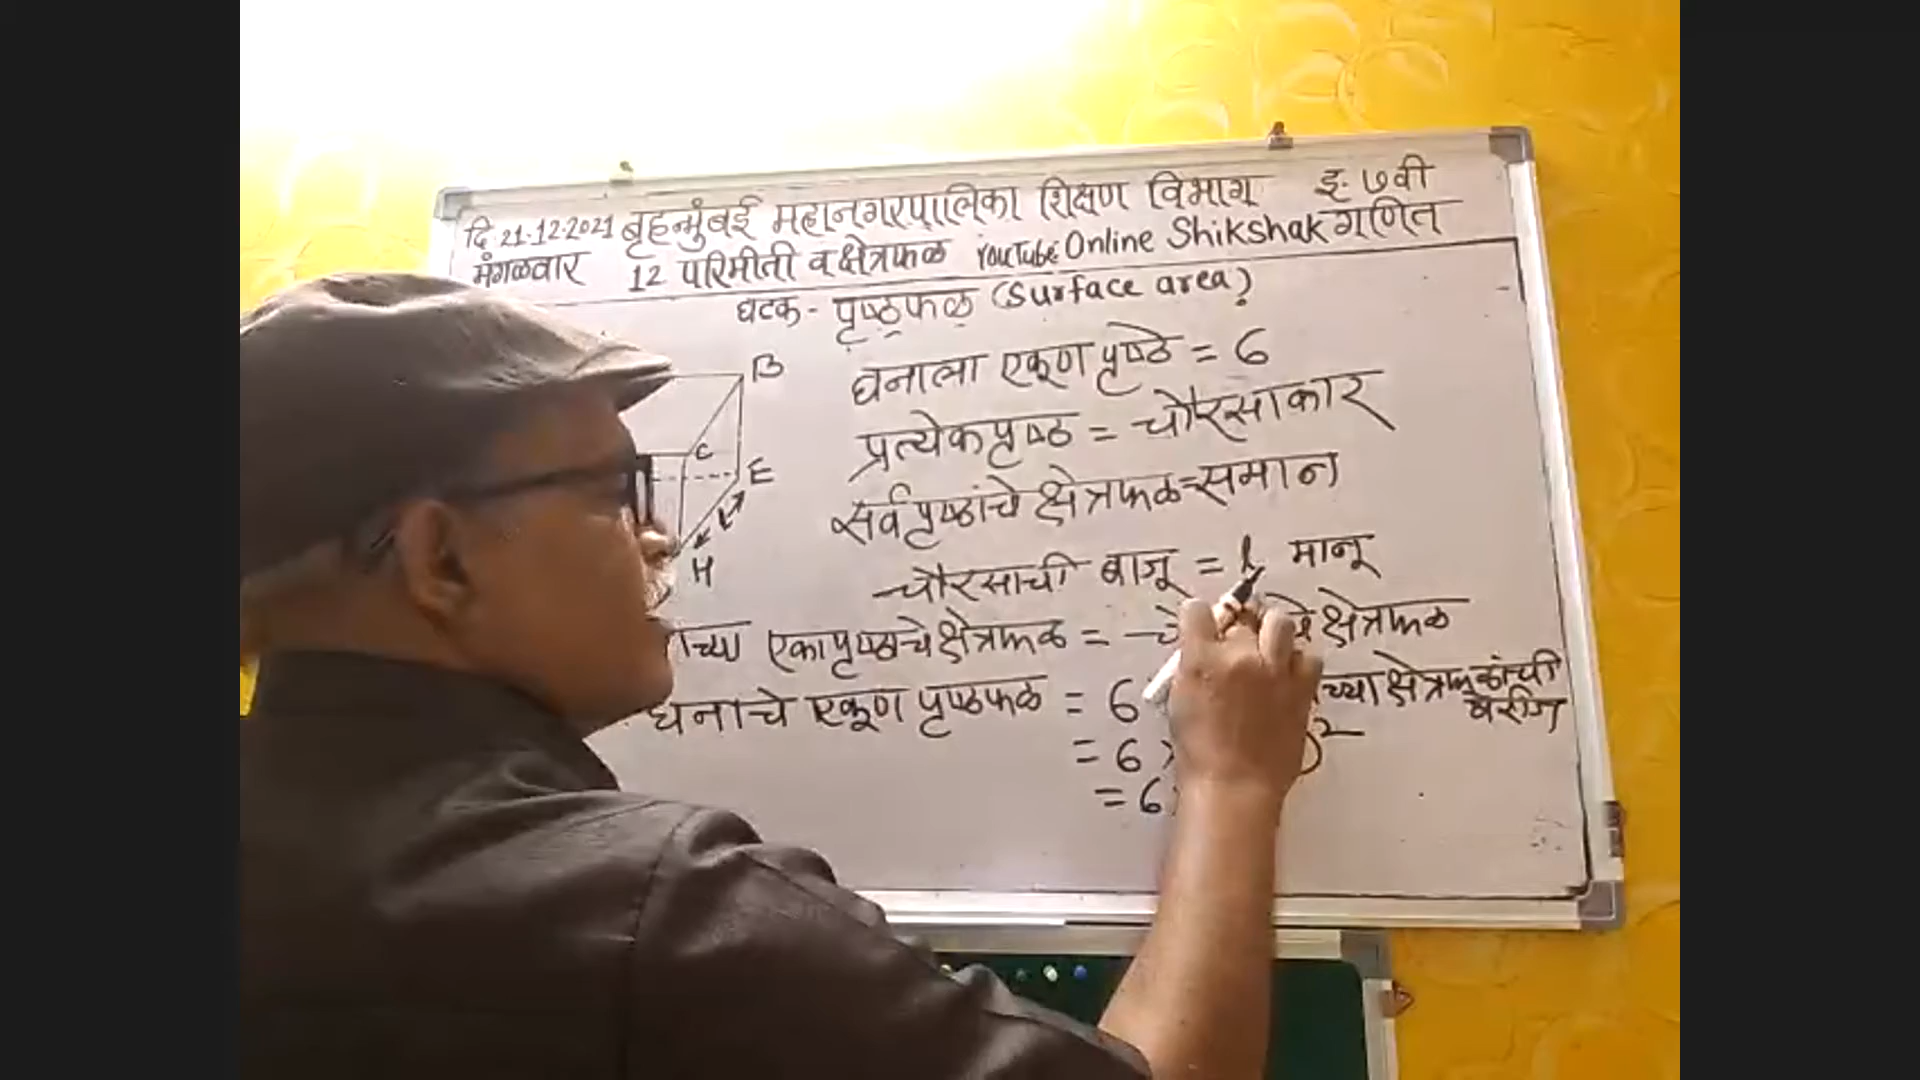 बृहन्मुंबई महानगरपालिका शिक्षण विभाग इ. ७वी
दि. 21.12.2021
मंगळवार 12 परिमीती व क्षेत्रफळ YouTube: Online Shikshak गणित
घटक - पृष्ठफळ (Surface area)
घनाला एकूण पृष्ठे = 6
प्रत्येक पृष्ठ = चौरसाकार
सर्व पृष्ठांचे क्षेत्रफळ = समान
चौरसाची बाजू = l मानू
एका पृष्ठाचे क्षेत्रफळ = क्षेत्रफळ
घनाचे एकूण पृष्ठफळ = 6 च्या क्षेत्रफळांची
बेरीज
= 6 )2
= 6
B
C
E
l
H